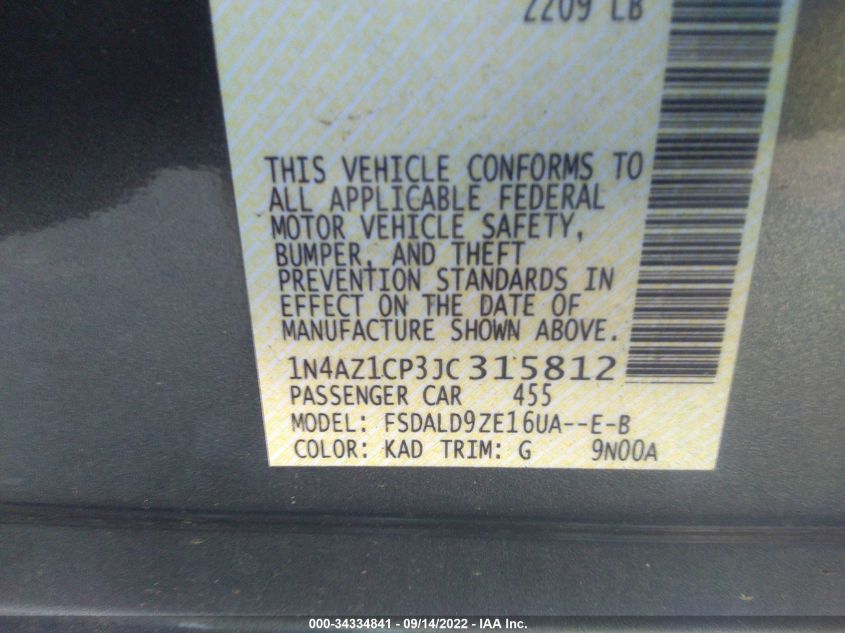 2209 LB
THIS VEHICLE CONFORMS TO
ALL APPLICABLE FEDERAL
MOTOR VEHICLE SAFETY,
BUMPER, AND THEFT
PREVENTION STANDARDS IN
EFFECT ON THE DATE OF
MANUFACTURE SHOWN ABOVE.
1N4AZ1CP3JC315812
PASSENGER CAR 455
MODEL: FSDALD9ZE16UA--E-B
COLOR: KAD TRIM: G 9N00A
000-34334841 - 09/14/2022 - IAA Inc.